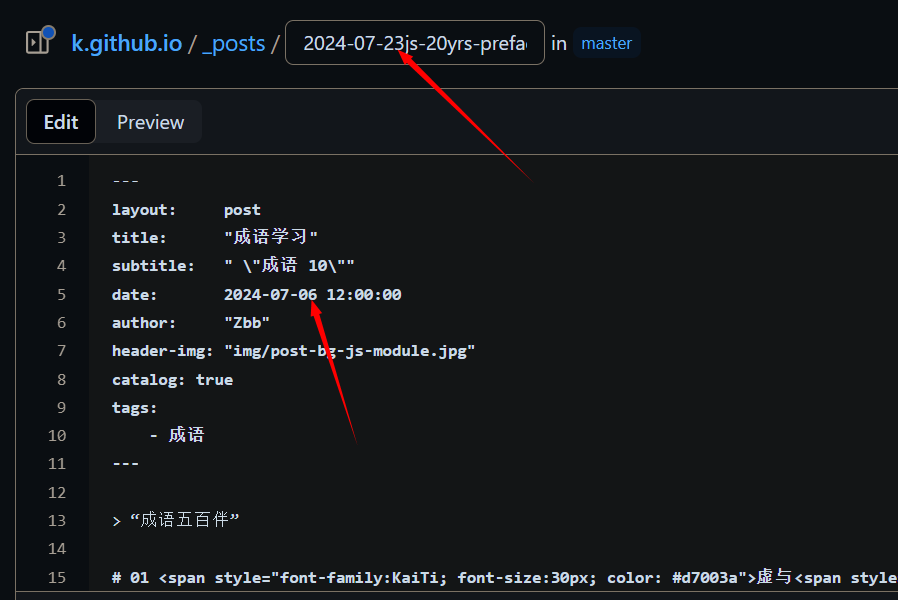 k.github.io / _posts / 2024-07-23js-20yrs-prefa in master
Edit Preview
1 ---
2 layout: post
3 title: "成语学习"
4 subtitle: " \"成语 10\""
5 date: 2024-07-06 12:00:00
6 author: "Zbb"
7 header-img: "img/post-bg-js-module.jpg"
8 catalog: true
9 tags:
10 - 成语
11 ---
12
13 > “成语五百伴”
14
15 # 01 <span style="font-family:KaiTi; font-size:30px; color: #d7003a">虚与<span style